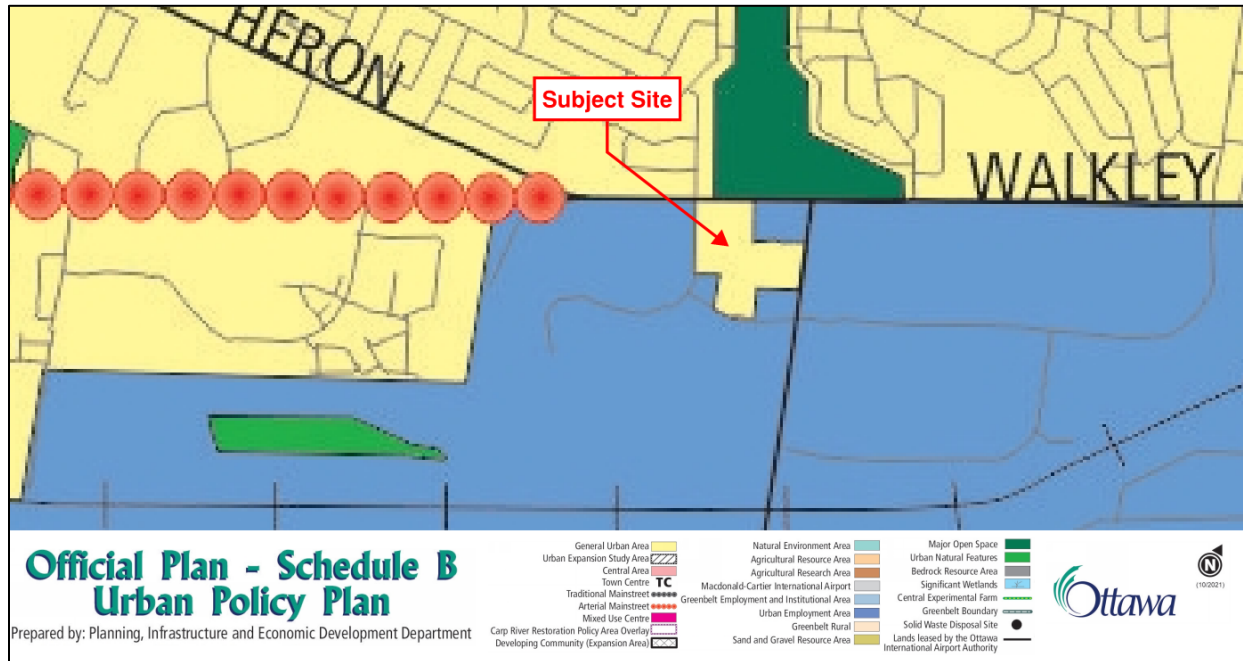 HERON
Subject Site
WALKLEY
Official Plan - Schedule B
Urban Policy Plan
Prepared by: Planning, Infrastructure and Economic Development Department
General Urban Area
Urban Expansion Study Area
Central Area
Town Centre TC
Traditional Mainstreet
Arterial Mainstreet
Mixed Use Centre
Carp River Restoration Policy Area Overlay
Developing Community (Expansion Area)
Natural Environment Area
Agricultural Resource Area
Agricultural Research Area
Macdonald-Cartier International Airport
Greenbelt Employment and Institutional Area
Urban Employment Area
Greenbelt Rural
Sand and Gravel Resource Area
Major Open Space
Urban Natural Features
Bedrock Resource Area
Significant Wetlands
Central Experimental Farm
Greenbelt Boundary
Solid Waste Disposal Site
Lands leased by the Ottawa
International Airport Authority
Ottawa
N
(10/2021)